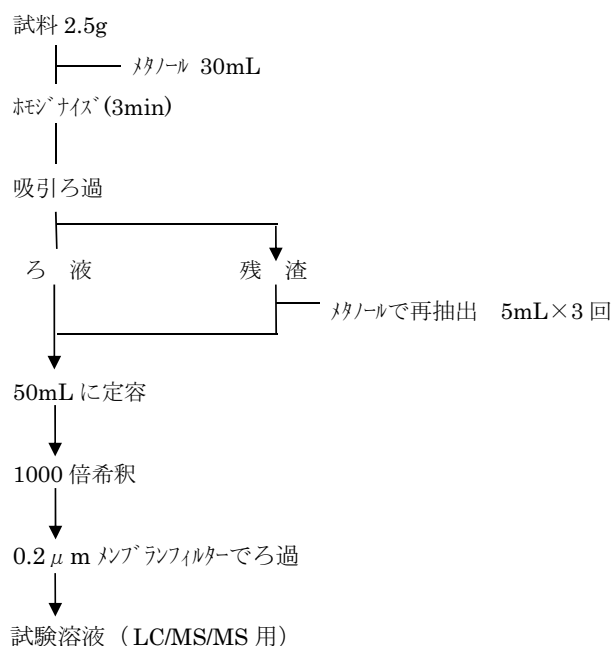 試料 2.5g
ﾒﾀﾉｰﾙ 30mL
ﾎﾓｼﾞﾅｲｽﾞ(3min)
吸引ろ過
ろ 液
残 渣
ﾒﾀﾉｰﾙで再抽出 5mL×3 回
50mL に定容
1000 倍希釈
0.2μm ﾒﾝﾌﾞﾗﾝﾌｨﾙﾀｰでろ過
試験溶液 (LC/MS/MS 用)